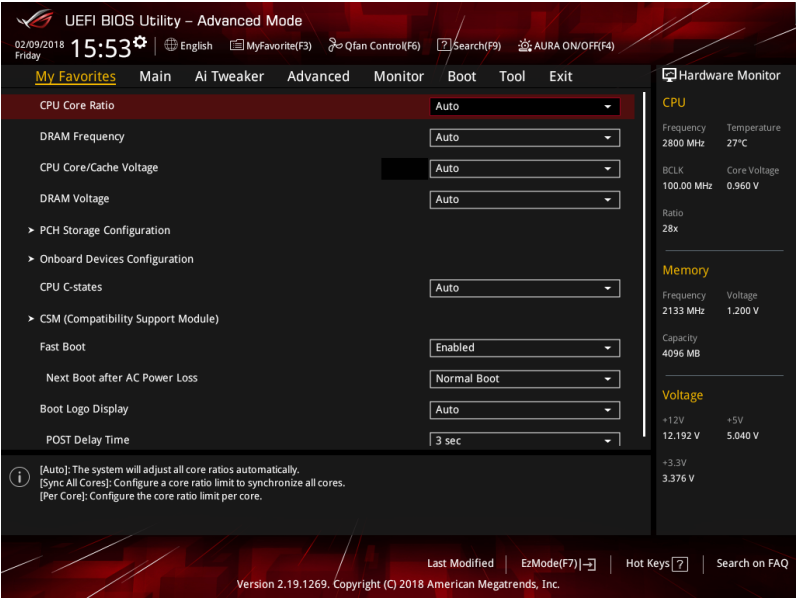 UEFI BIOS Utility – Advanced Mode
02/09/2018 Friday 15:53 English MyFavorite(F3) Qfan Control(F6) ? Search(F9) AURA ON/OFF(F4)
My Favorites Main Ai Tweaker Advanced Monitor Boot Tool Exit
CPU Core Ratio Auto
DRAM Frequency Auto
CPU Core/Cache Voltage Auto
DRAM Voltage Auto
PCH Storage Configuration
Onboard Devices Configuration
CPU C-states Auto
CSM (Compatibility Support Module)
Fast Boot Enabled
Next Boot after AC Power Loss Normal Boot
Boot Logo Display Auto
POST Delay Time 3 sec
[Auto]: The system will adjust all core ratios automatically.
[Sync All Cores]: Configure a core ratio limit to synchronize all cores.
[Per Core]: Configure the core ratio limit per core.
Hardware Monitor
CPU
Frequency Temperature
2800 MHz 27°C
BCLK Core Voltage
100.00 MHz 0.960 V
Ratio
28x
Memory
Frequency Voltage
2133 MHz 1.200 V
Capacity
4096 MB
Voltage
+12V +5V
12.192 V 5.040 V
+3.3V
3.376 V
Last Modified EzMode(F7) Hot Keys ? Search on FAQ
Version 2.19.1269. Copyright (C) 2018 American Megatrends, Inc.